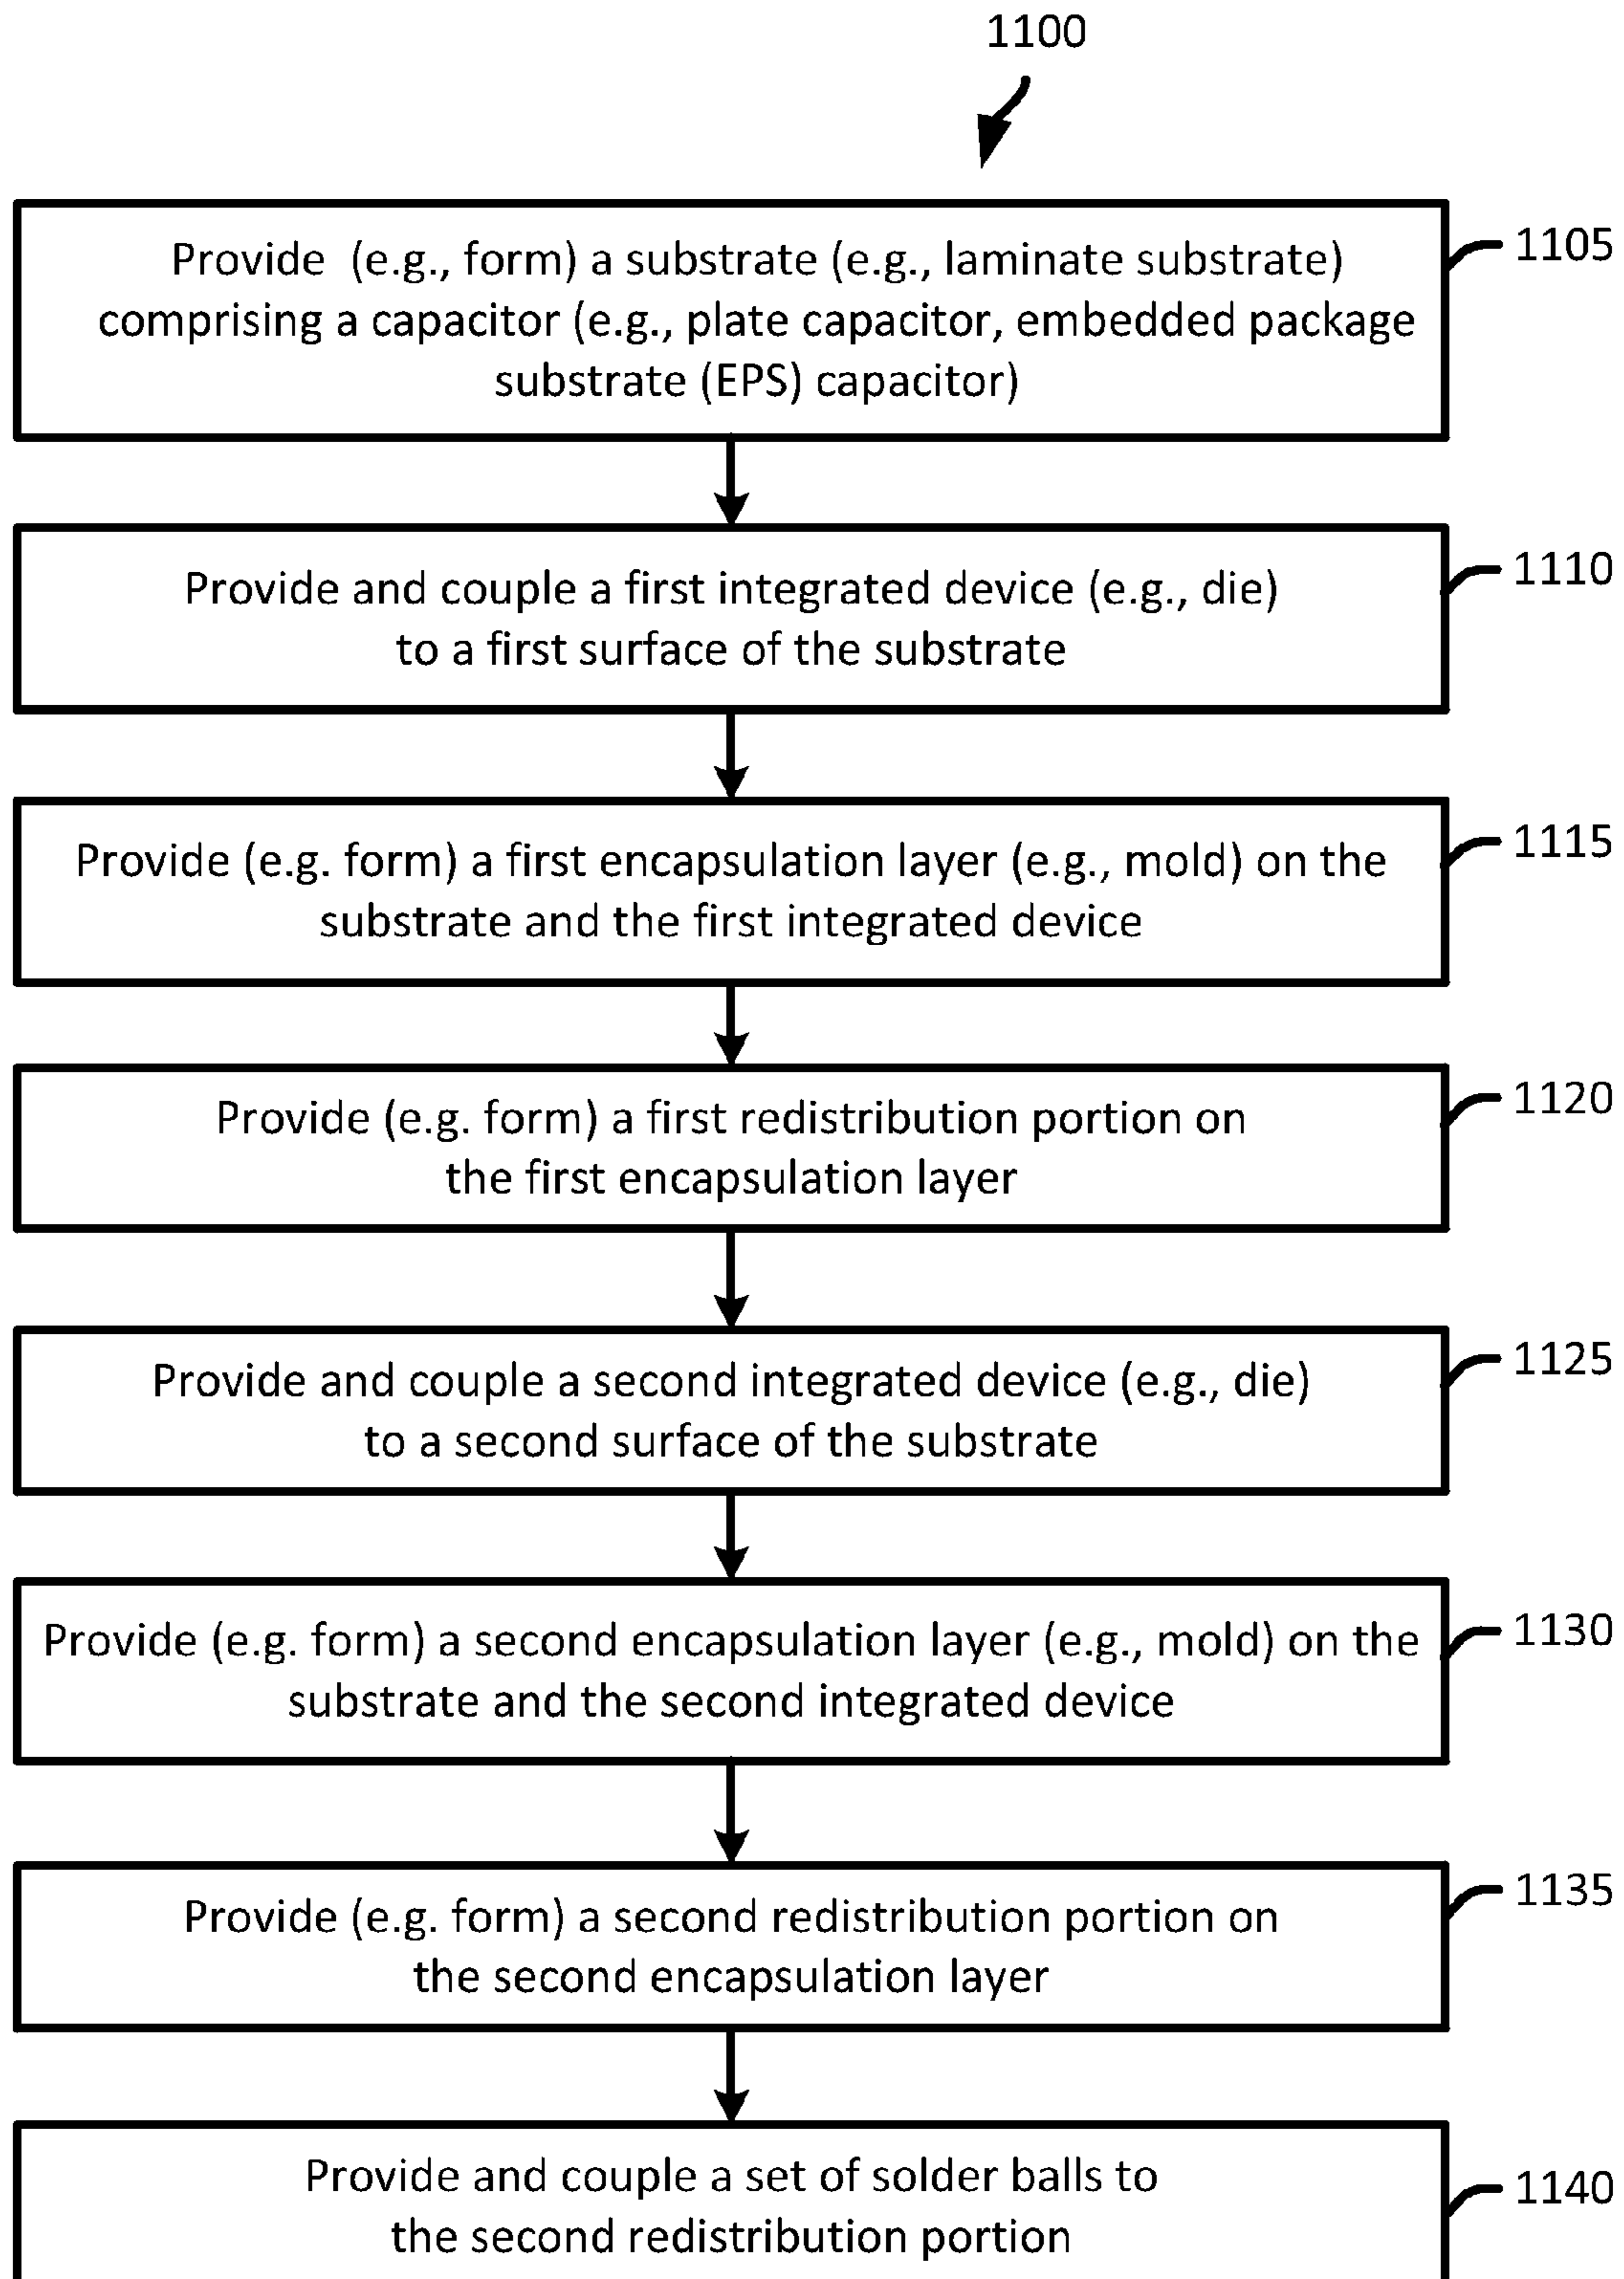 1100
Provide (e.g., form) a substrate (e.g., laminate substrate)
comprising a capacitor (e.g., plate capacitor, embedded package
substrate (EPS) capacitor)
1105
Provide and couple a first integrated device (e.g., die)
to a first surface of the substrate
1110
Provide (e.g. form) a first encapsulation layer (e.g., mold) on the
substrate and the first integrated device
1115
Provide (e.g. form) a first redistribution portion on
the first encapsulation layer
1120
Provide and couple a second integrated device (e.g., die)
to a second surface of the substrate
1125
Provide (e.g. form) a second encapsulation layer (e.g., mold) on the
substrate and the second integrated device
1130
Provide (e.g. form) a second redistribution portion on
the second encapsulation layer
1135
Provide and couple a set of solder balls to
the second redistribution portion
1140